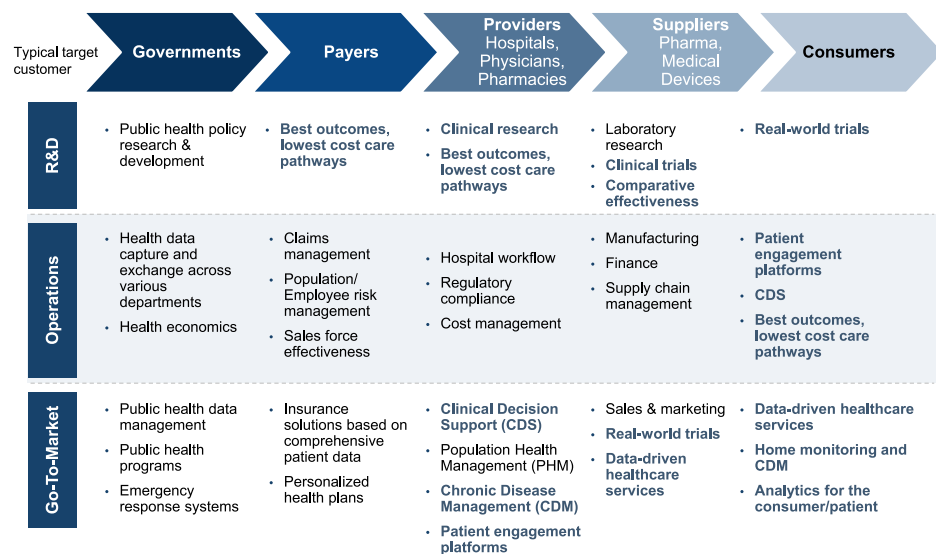 Typical target
customer
Governments
Payers
Providers
Hospitals,
Physicians,
Pharmacies
Suppliers
Pharma,
Medical
Devices
Consumers
R&D
• Public health policy
research &
development
• Best outcomes,
lowest cost care
pathways
• Clinical research
• Best outcomes,
lowest cost care
pathways
• Laboratory
research
• Clinical trials
• Comparative
effectiveness
• Real-world trials
Operations
• Health data
capture and
exchange across
various
departments
• Health economics
• Claims
management
• Population/
Employee risk
management
• Sales force
effectiveness
• Hospital workflow
• Regulatory
compliance
• Cost management
• Manufacturing
• Finance
• Supply chain
management
• Patient
engagement
platforms
• CDS
• Best outcomes,
lowest cost care
pathways
Go-To-Market
• Public health data
management
• Public health
programs
• Emergency
response systems
• Insurance
solutions based on
comprehensive
patient data
• Personalized
health plans
• Clinical Decision
Support (CDS)
• Population Health
Management (PHM)
• Chronic Disease
Management (CDM)
• Patient engagement
platforms
• Sales & marketing
• Real-world trials
• Data-driven
healthcare
services
• Data-driven healthcare
services
• Home monitoring and
CDM
• Analytics for the
consumer/patient